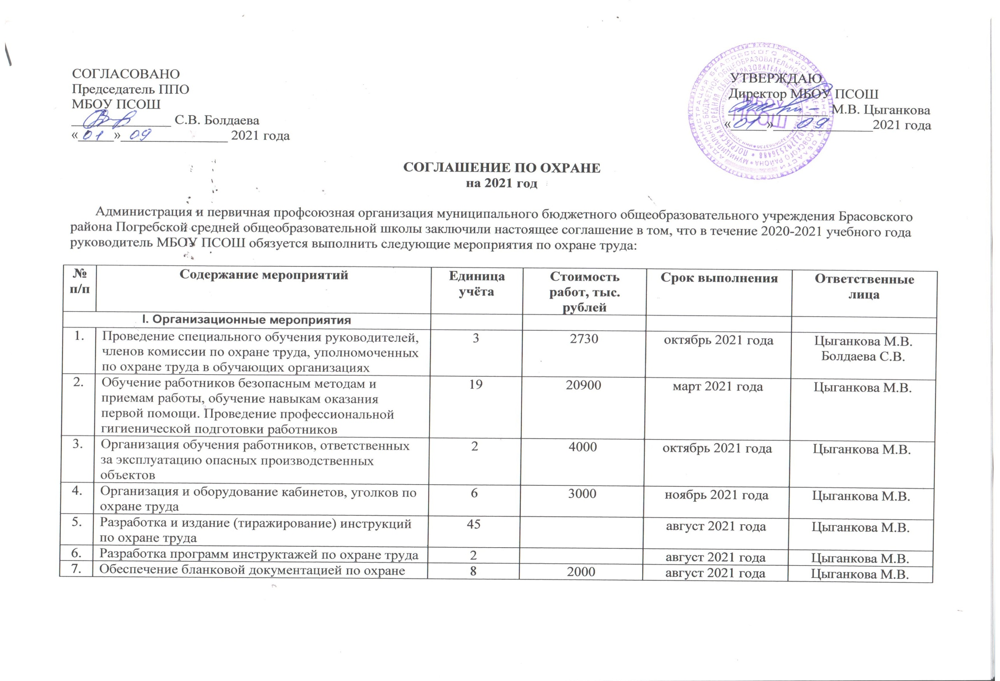 СОГЛАСОВАНО
Председатель ППО
МБОУ ПСОШ
С.В. Болдаева
«01» 09 2021 года
УТВЕРЖДАЮ
Директор МБОУ ПСОШ
М.В. Цыганкова
«01» 09 2021 года
МБОУ
ПСОШ
СОГЛАШЕНИЕ ПО ОХРАНЕ
на 2021 год
Администрация и первичная профсоюзная организация муниципального бюджетного общеобразовательного учреждения Брасовского
района Погребской средней общеобразовательной школы заключили настоящее соглашение в том, что в течение 2020-2021 учебного года
руководитель МБОУ ПСОШ обязуется выполнить следующие мероприятия по охране труда:
№ п/п Содержание мероприятий Единица учёта Стоимость работ, тыс. рублей Срок выполнения Ответственные лица
I. Организационные мероприятия
1. Проведение специального обучения руководителей, 3 2730 октябрь 2021 года Цыганкова М.В.
членов комиссии по охране труда, уполномоченных Болдаева С.В.
по охране труда в обучающих организациях
2. Обучение работников безопасным методам и 19 20900 март 2021 года Цыганкова М.В.
приемам работы, обучение навыкам оказания
первой помощи. Проведение профессиональной
гигиенической подготовки работников
3. Организация обучения работников, ответственных 2 4000 октябрь 2021 года Цыганкова М.В.
за эксплуатацию опасных производственных
объектов
4. Организация и оборудование кабинетов, уголков по 6 3000 ноябрь 2021 года Цыганкова М.В.
охране труда
5. Разработка и издание (тиражирование) инструкций 45 август 2021 года Цыганкова М.В.
по охране труда
6. Разработка программ инструктажей по охране труда 2 август 2021 года Цыганкова М.В.
7. Обеспечение бланковой документацией по охране 8 2000 август 2021 года Цыганкова М.В.